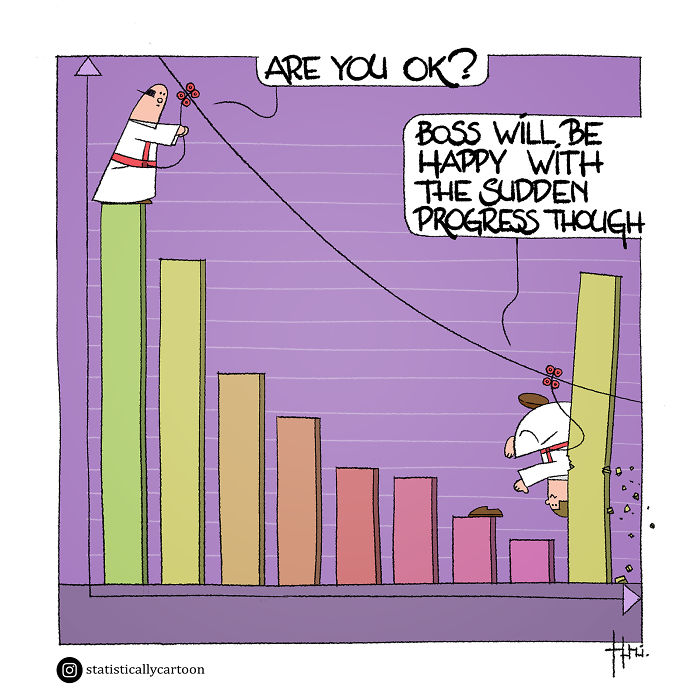 ARE YOU OK?
BOSS WILL BE
HAPPY WITH
THE SUDDEN
PROGRESS THOUGH
statisticallycartoon